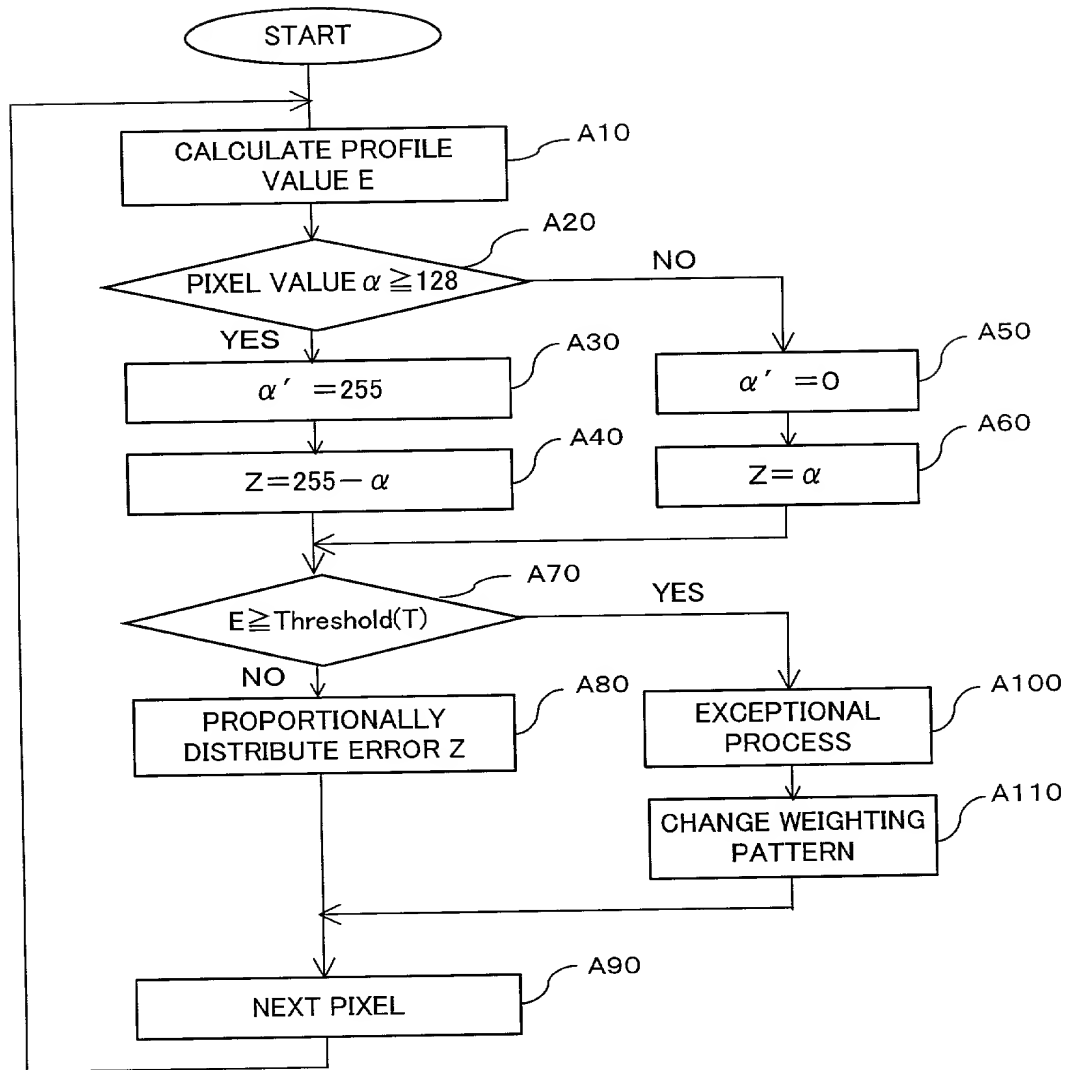 START
CALCULATE PROFILE
VALUE E
A10
A20
PIXEL VALUE α ≧128
NO
YES
A30
α′ =255
A50
α′ =0
A40
Z=255-α
A60
Z=α
A70
E≧Threshold(T)
YES
NO
A80
PROPORTIONALLY
DISTRIBUTE ERROR Z
A100
EXCEPTIONAL
PROCESS
A110
CHANGE WEIGHTING
PATTERN
A90
NEXT PIXEL